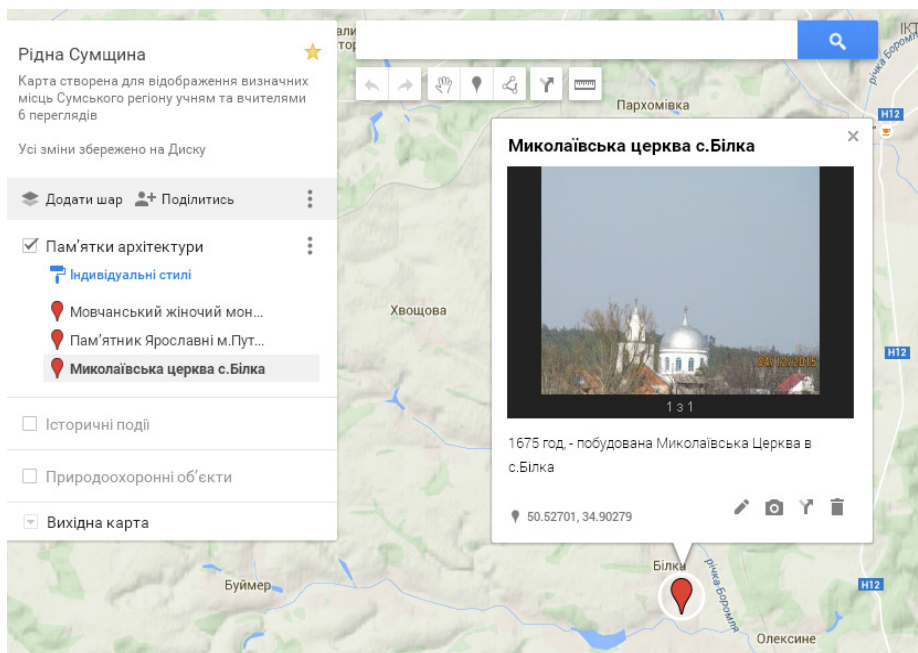 Рідна Сумщина
Карта створена для відображення визначних
місць Сумського регіону учням та вчителями
6 переглядів
Усі зміни збережено на Диску
Додати шар
Поділитись
Пам’ятки архітектури
Індивідуальні стилі
Мовчанський жіночий мон...
Пам’ятник Ярославні м.Пут...
Миколаївська церква с.Білка
Історичні події
Природоохоронні об’єкти
Вихідна карта
Пархомівка
Н12
Миколаївська церква с.Білка
04/12/2015
1 з 1
1675 год, - побудована Миколаївська Церква в
с.Білка
50.52701, 34.90279
Хвощова
Н12
Буймер
Білка
річка Боромля
Н12
Олексине